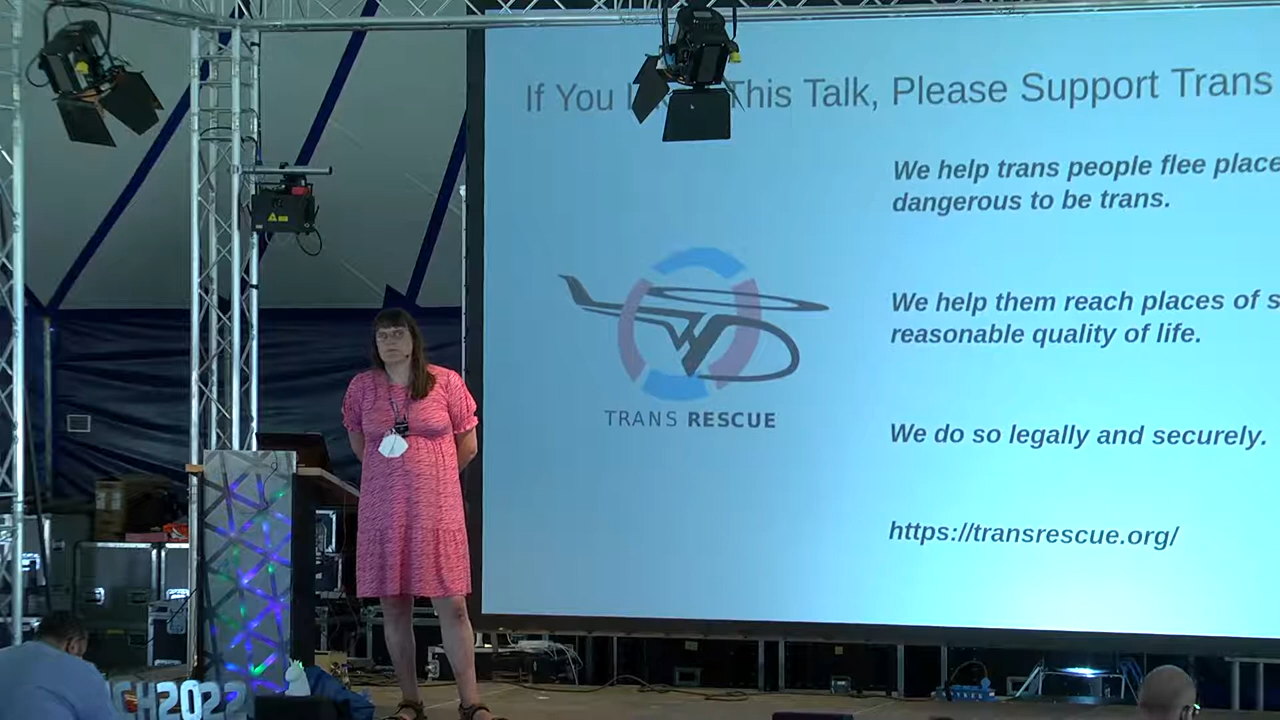 If You This Talk, Please Support Trans
We help trans people flee
dangerous to be trans.
We help them reach places of
reasonable quality of life.
TRANS RESCUE
We do so legally and securely.
https://transrescue.org/
CH2022